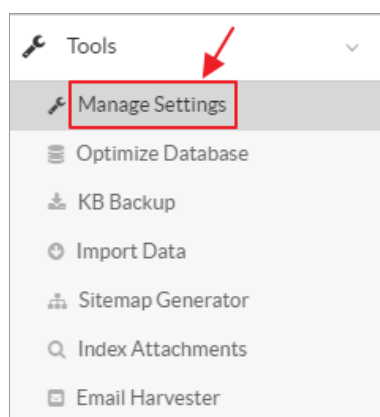 Tools
Manage Settings
Optimize Database
KB Backup
Import Data
Sitemap Generator
Index Attachments
Email Harvester